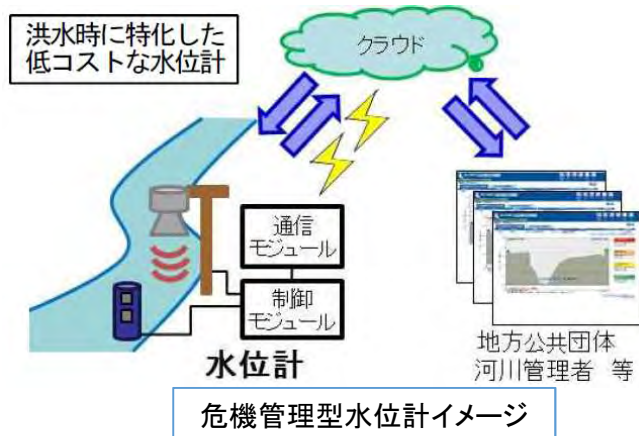 洪水時に特化した
低コストな水位計
クラウド
通信
モジュール
制御
モジュール
水位計
地方公共団体
河川管理者 等
危機管理型水位計イメージ